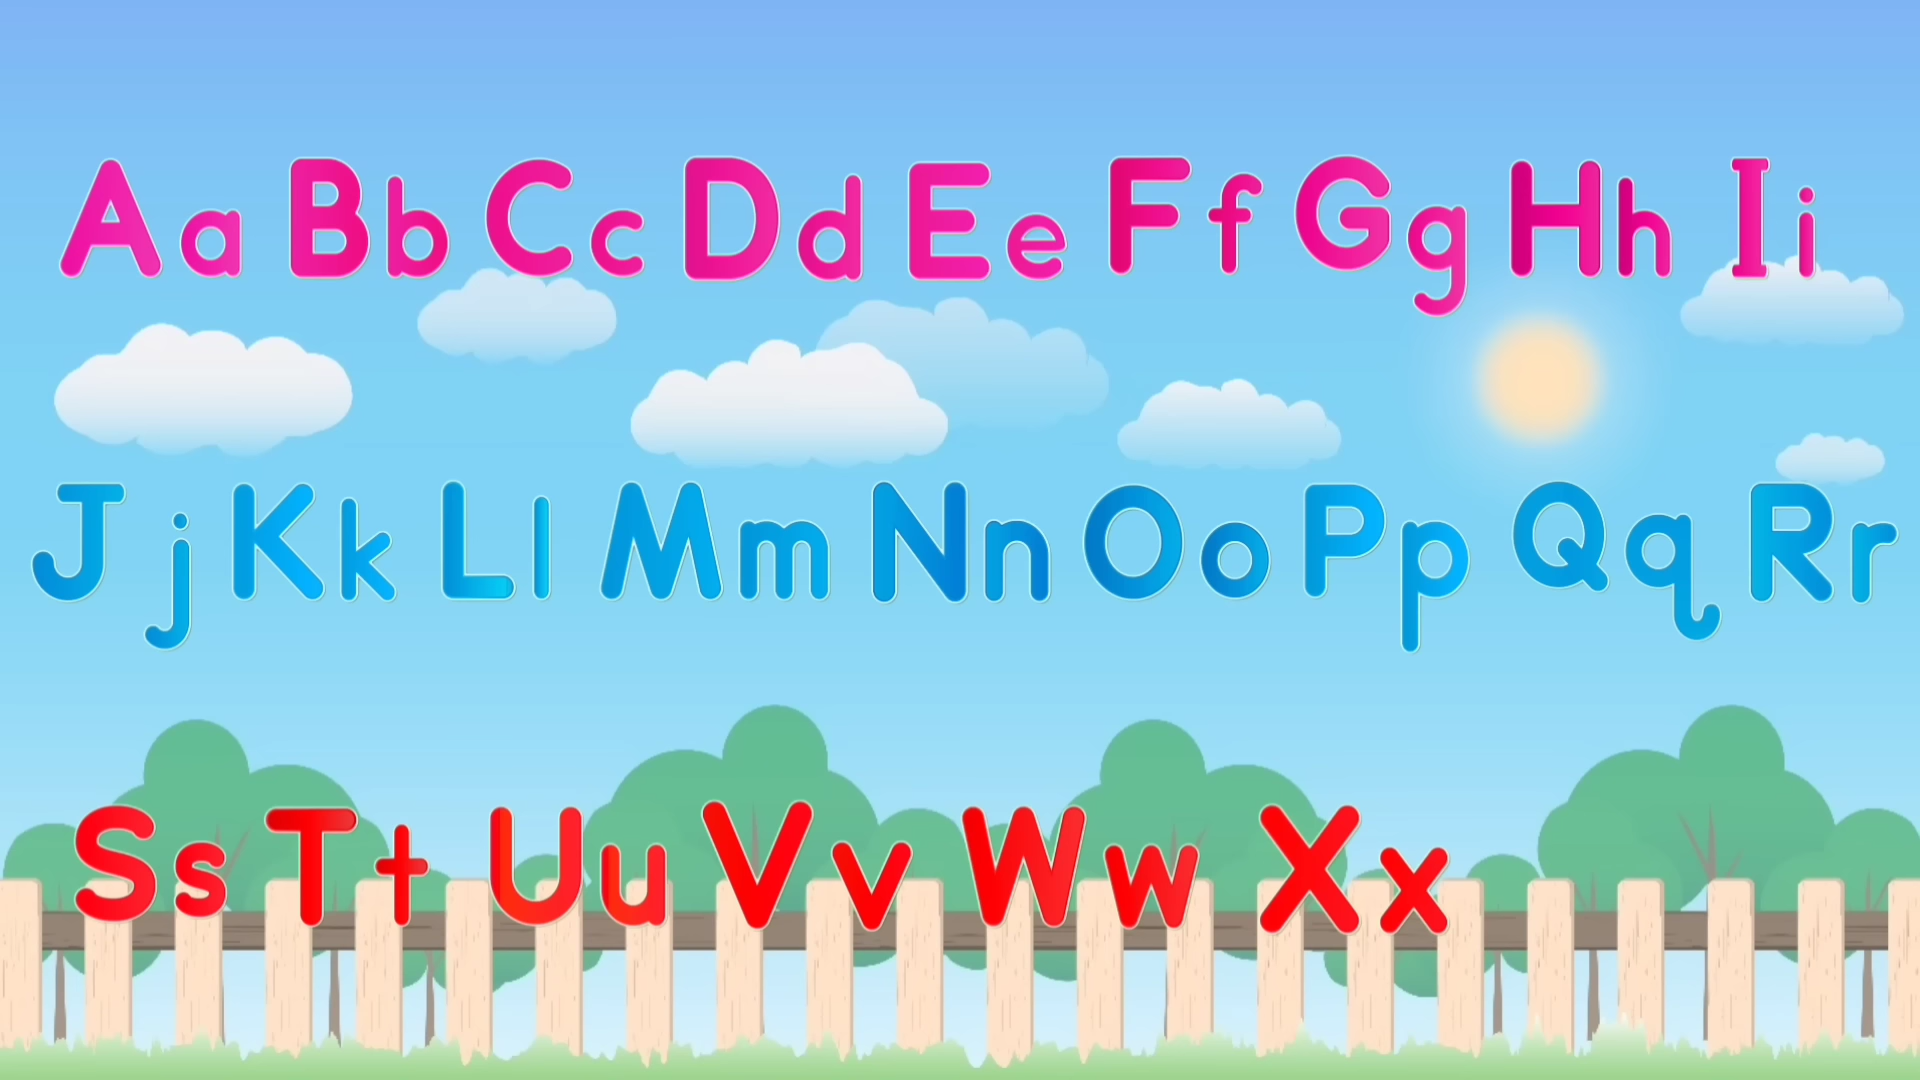 Aa Bb Cc Dd Ee Ff Gg Hh Ii
Jj Kk Ll Mm Nn Oo Pp Qq Rr
Ss Tt Uu Vv Ww Xx